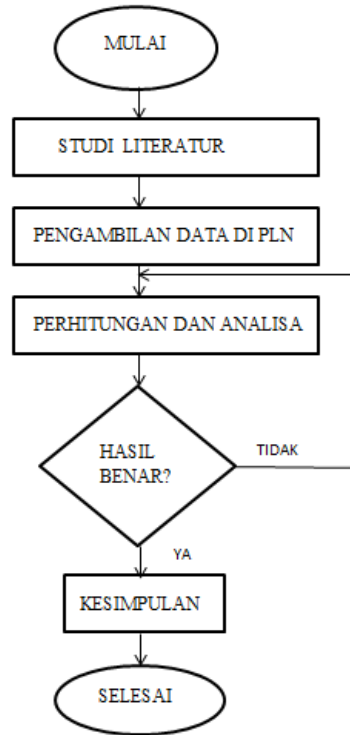 MULAI
STUDI LITERATUR
PENGAMBILAN DATA DI PLN
PERHITUNGAN DAN ANALISA
HASIL
BENAR?
TIDAK
YA
KESIMPULAN
SELESAI